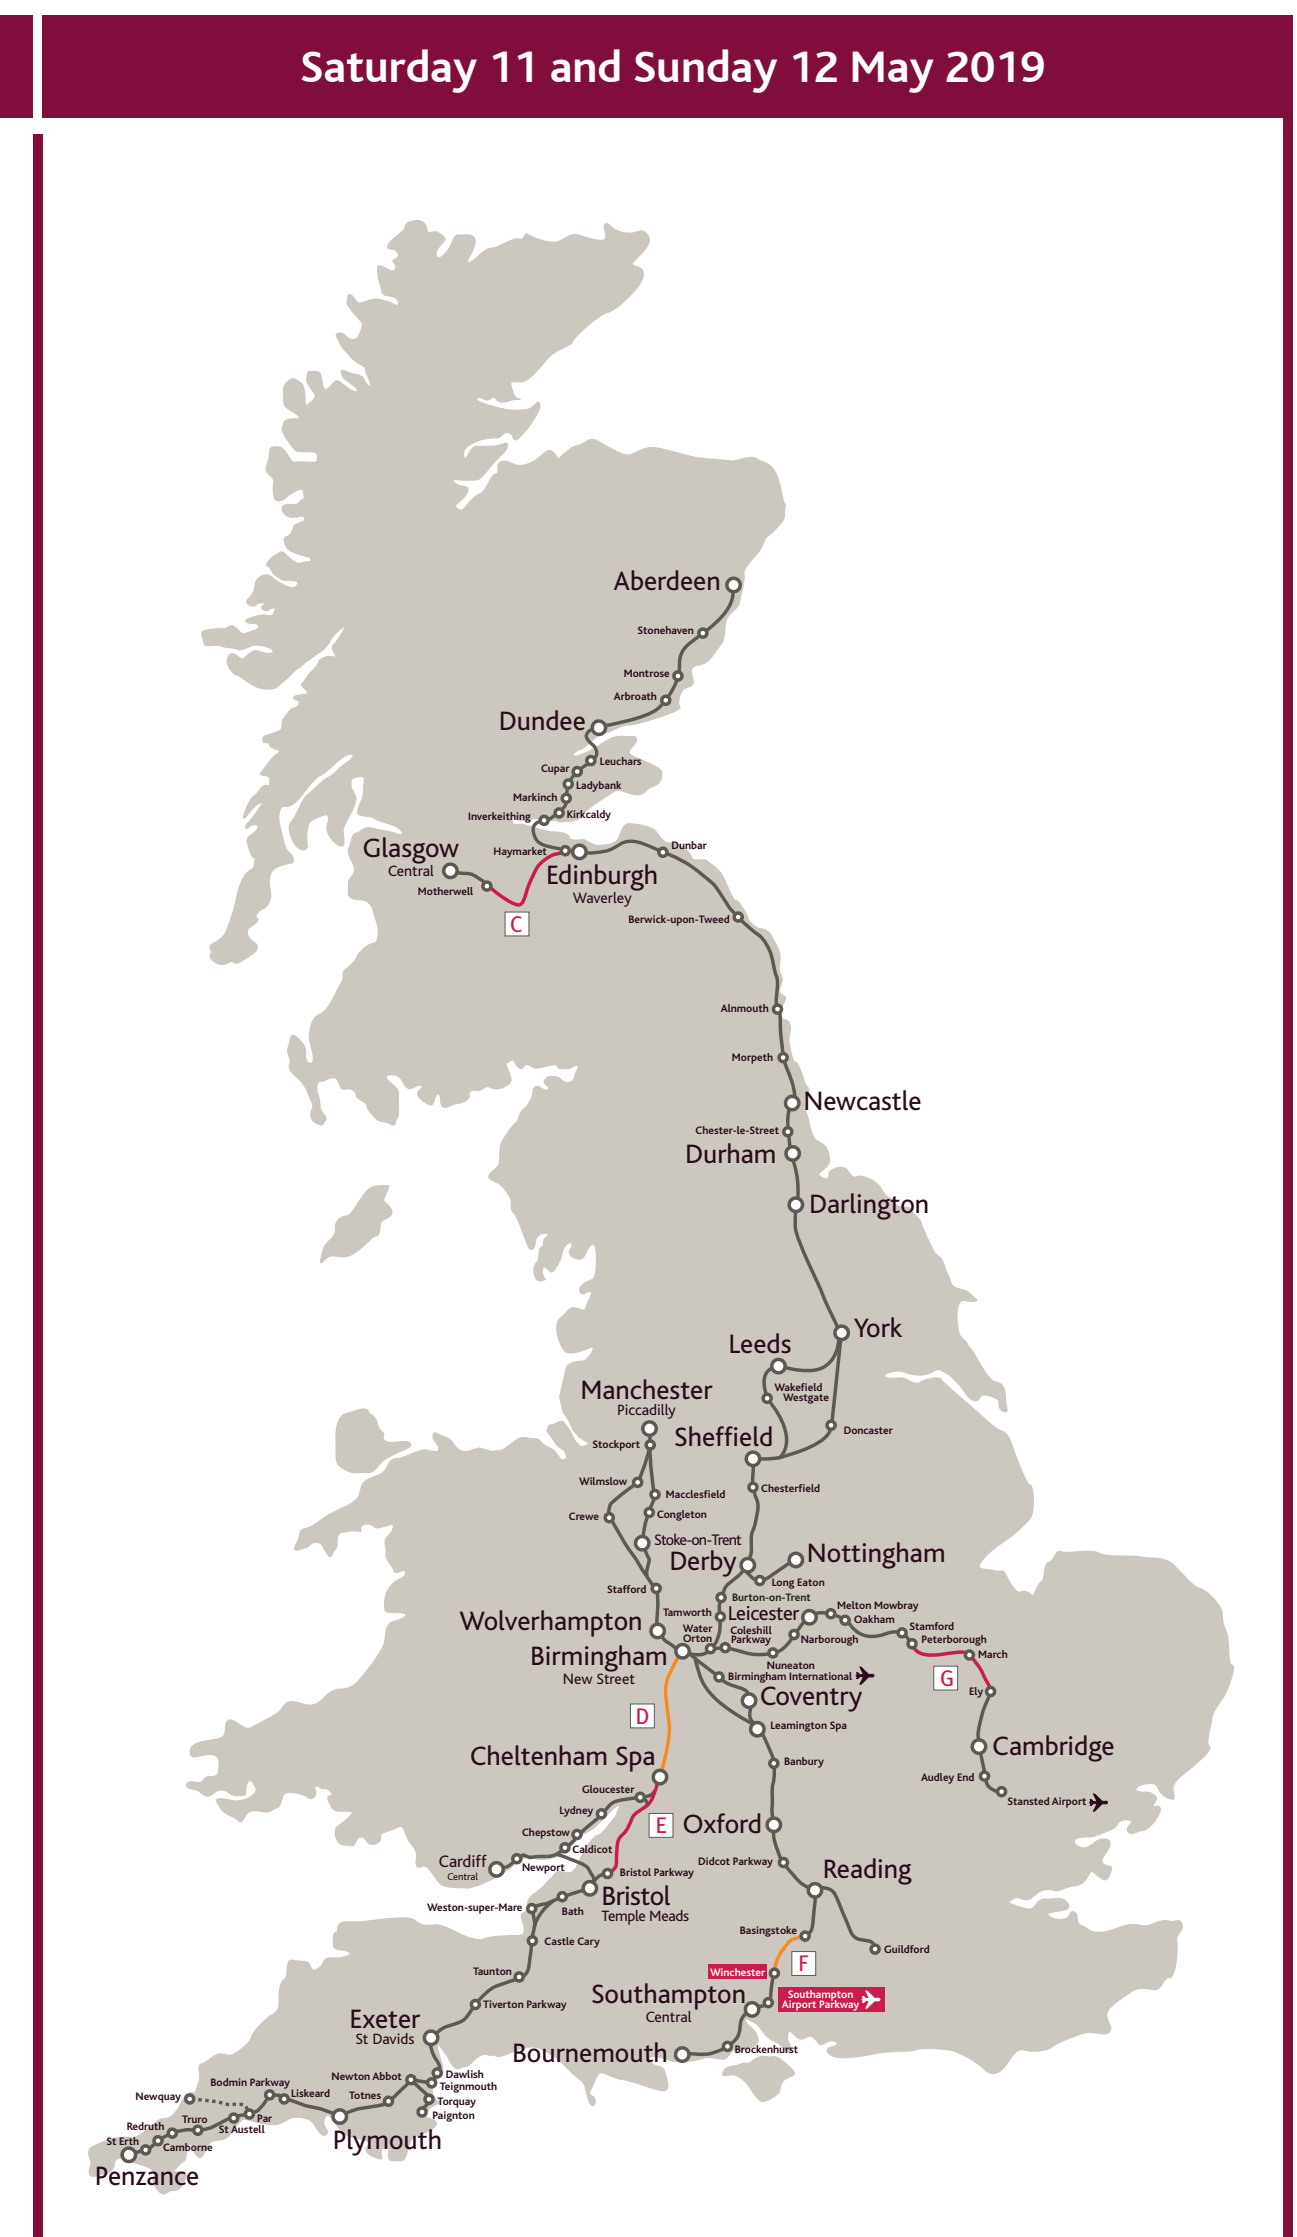 Saturday 11 and Sunday 12 May 2019
Aberdeen
Stonehaven
Montrose
Arbroath
Dundee
Leuchars
Cupar
Ladybank
Markinch
Kirkcaldy
Inverkeithing
Glasgow
Central
Motherwell
Haymarket
Edinburgh
Waverley
C
Dunbar
Berwick-upon-Tweed
Alnmouth
Morpeth
Newcastle
Chester-le-Street
Durham
Darlington
York
Leeds
Wakefield
Westgate
Doncaster
Manchester
Piccadilly
Stockport
Sheffield
Wilmslow
Macclesfield
Chesterfield
Crewe
Congleton
Stoke-on-Trent
Derby
Nottingham
Long Eaton
Stafford
Burton-on-Trent
Tamworth
Leicester
Melton Mowbray
Oakham
Stamford
Peterborough
March
Wolverhampton
Water
Orton
Coleshill
Parkway
Narborough
Birmingham
New Street
Nuneaton
Birmingham International
G
Ely
D
Coventry
Leamington Spa
Cheltenham Spa
Banbury
Cambridge
Audley End
Stansted Airport
Gloucester
Lydney
E
Oxford
Chepstow
Caldicot
Cardiff
Central
Newport
Bristol Parkway
Didcot Parkway
Reading
Bristol
Temple Meads
Weston-super-Mare
Bath
Castle Cary
Basingstoke
Guildford
F
Winchester
Taunton
Tiverton Parkway
Southampton
Central
Southampton
Airport Parkway
Exeter
St Davids
Bournemouth
Brockenhurst
Dawlish
Teignmouth
Newton Abbot
Torquay
Paignton
Totnes
Bodmin Parkway
Liskeard
Newquay
Plymouth
Par
St Austell
Truro
Redruth
Camborne
St Erth
Penzance